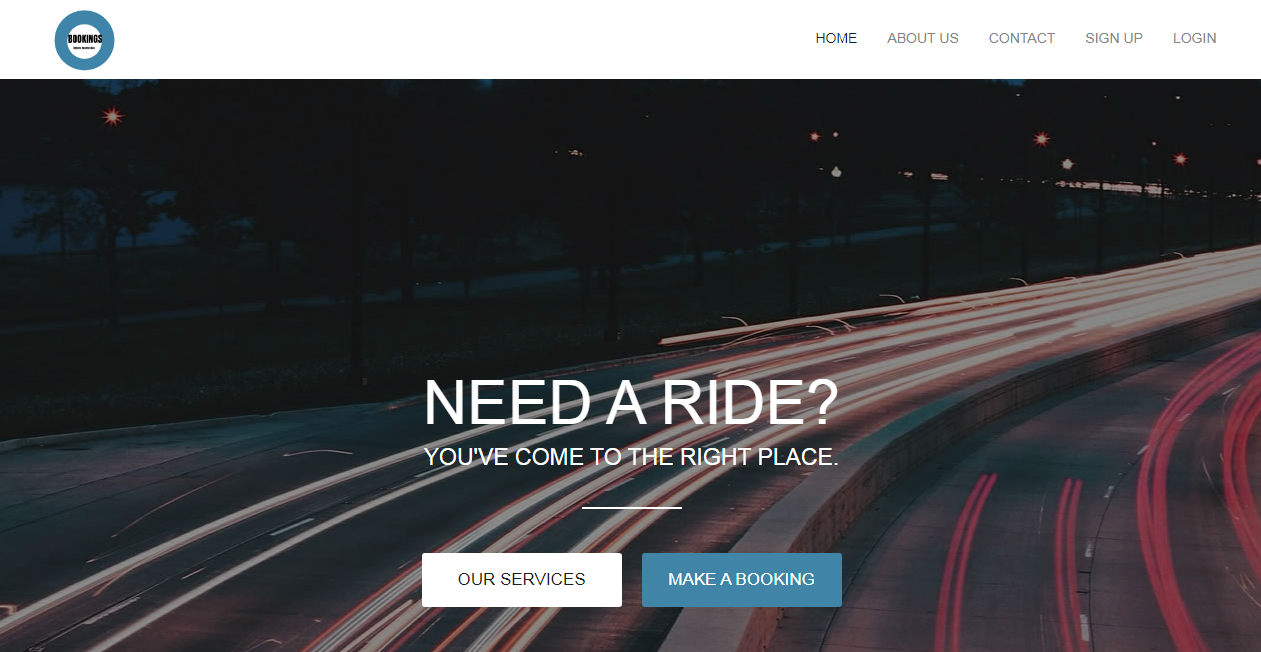 BOOKINGS
HOME
ABOUT US
CONTACT
SIGN UP
LOGIN
NEED A RIDE?
YOU'VE COME TO THE RIGHT PLACE.
OUR SERVICES
MAKE A BOOKING